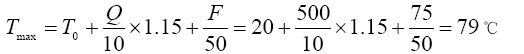 T_max = T_0 + Q/10 × 1.15 + F/50 = 20 + 500/10 × 1.15 + 75/50 = 79 ℃